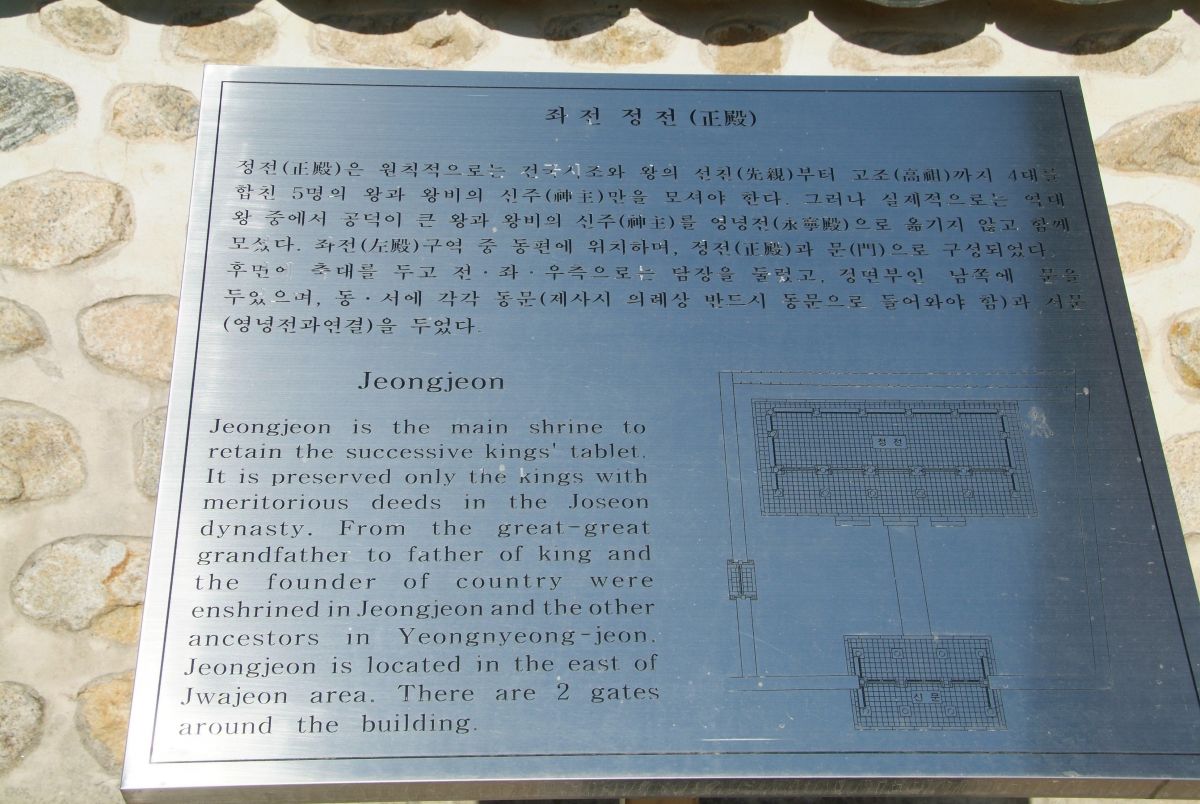 좌전 정전(正殿)
정전(正殿)은 원칙적으로는 건국시조와 왕의 선친(先親)부터 고조(高祖)까지 4대를
합친 5명의 왕과 왕비의 신주(神主)만을 모셔야 한다. 그러나 실제적으로는 역대
왕 중에서 공덕이 큰 왕과 왕비의 신주(神主)를 영녕전(永寧殿)으로 옮기지 않고 함께
모셨다. 좌전(左殿)구역 중 동편에 위치하며, 정전(正殿)과 문(門)으로 구성되었다.
후면에 축대를 두고 전·좌·우측으로는 담장을 둘렀고, 정면부인 남쪽에 문을
두었으며, 동·서에 각각 동문(제사시 의례상 반드시 동문으로 들어와야 함)과 서문
(영녕전과연결)을 두었다.
Jeongjeon
Jeongjeon is the main shrine to
retain the successive kings' tablet.
It is preserved only the kings with
meritorious deeds in the Joseon
dynasty. From the great-great
grandfather to father of king and
the founder of country were
enshrined in Jeongjeon and the other
ancestors in Yeongnyeong-jeon.
Jeongjeon is located in the east of
Jwajeon area. There are 2 gates
around the building.
정전
신문